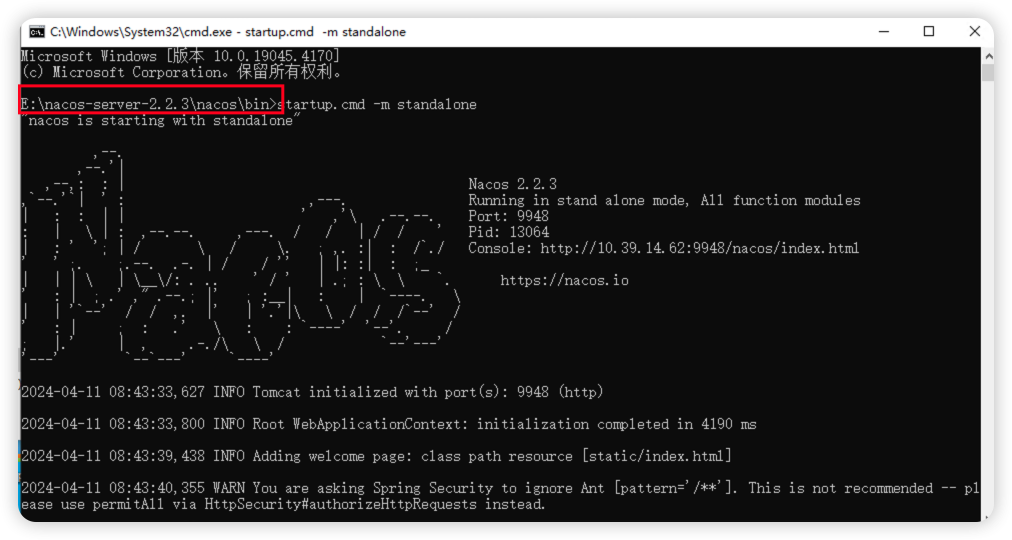 C:\Windows\System32\cmd.exe - startup.cmd -m standalone
Microsoft Windows [版本 10.0.19045.4170]
(c) Microsoft Corporation。保留所有权利。
E:\nacos-server-2.2.3\nacos\bin>startup.cmd -m standalone
"nacos is starting with standalone"
Nacos 2.2.3
Running in stand alone mode, All function modules
Port: 9948
Pid: 13064
Console: http://10.39.14.62:9948/nacos/index.html
https://nacos.io
2024-04-11 08:43:33,627 INFO Tomcat initialized with port(s): 9948 (http)
2024-04-11 08:43:33,800 INFO Root WebApplicationContext: initialization completed in 4190 ms
2024-04-11 08:43:39,438 INFO Adding welcome page: class path resource [static/index.html]
2024-04-11 08:43:40,355 WARN You are asking Spring Security to ignore Ant [pattern='/**']. This is not recommended -- pl
ease use permitAll via HttpSecurity#authorizeHttpRequests instead.